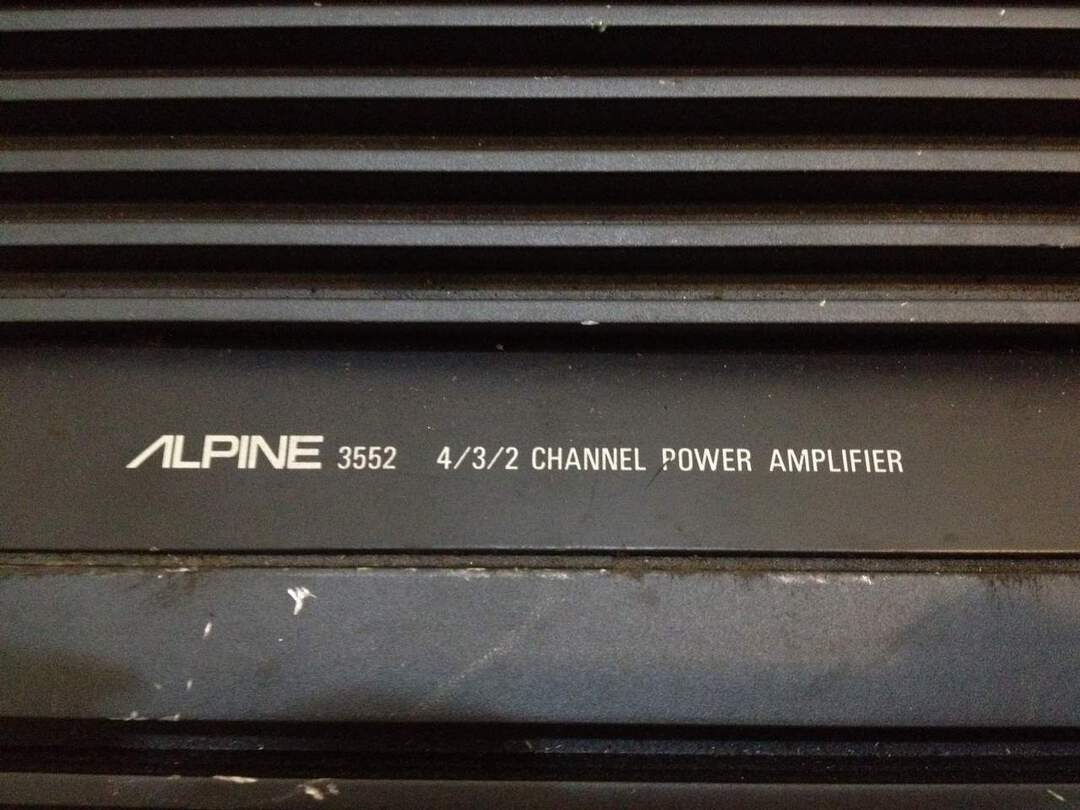 ALPINE 3552 4/3/2 CHANNEL POWER AMPLIFIER